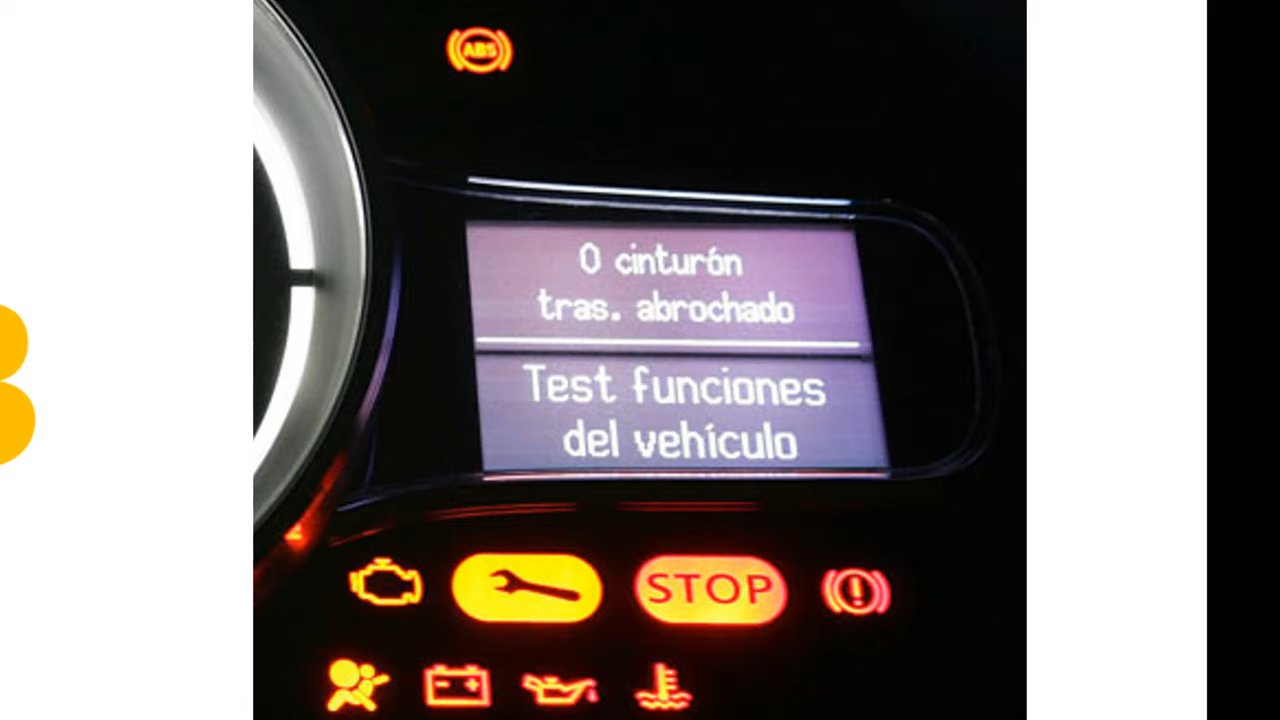 ABS
0 cinturón
tras. abrochado
Test funciones
del vehículo
STOP